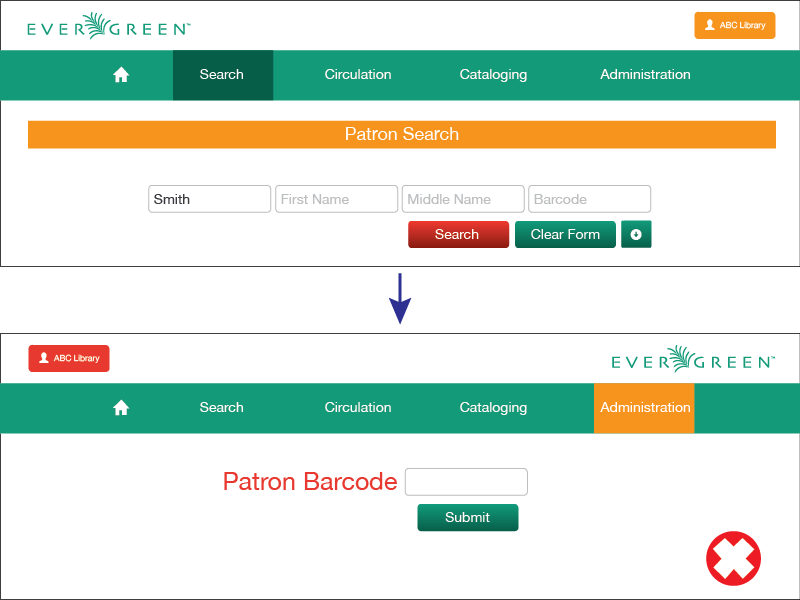 EVERGREEN™
ABC Library
Search
Circulation
Cataloging
Administration
Patron Search
Smith
First Name
Middle Name
Barcode
Search
Clear Form
ABC Library
EVERGREEN™
Search
Circulation
Cataloging
Administration
Patron Barcode
Submit